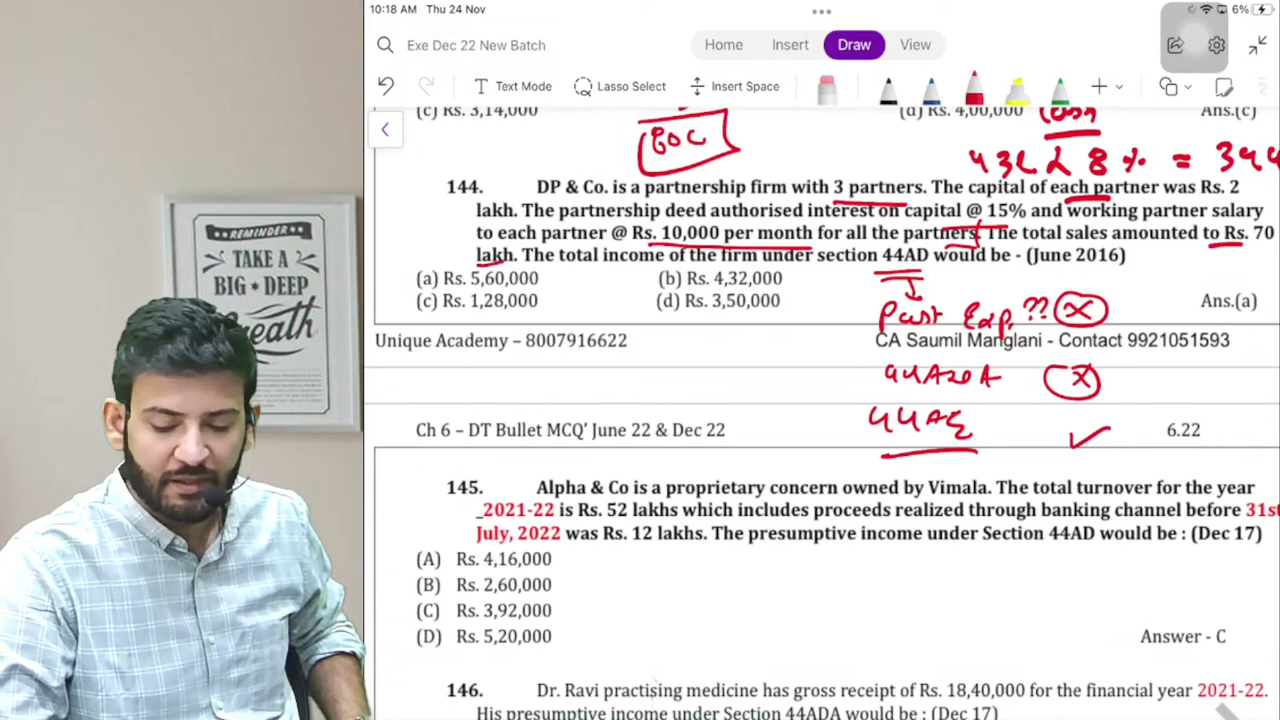 10:18 AM Thu 24 Nov
6%
Exe Dec 22 New Batch
Home Insert Draw View
Text Mode Lasso Select Insert Space
(c) Rs. 3,14,000
(d) Rs. 4,00,000
Ans.(c)
8%  = 344
144. DP & Co. is a partnership firm with 3 partners. The capital of each partner was Rs. 2
lakh. The partnership deed authorised interest on capital @ 15% and working partner salary
to each partner @ Rs. 10,000 per month for all the partners. The total sales amounted to Rs. 70
lakh. The total income of the firm under section 44AD would be - (June 2016)
(a) Rs. 5,60,000 (b) Rs. 4,32,000
(c) Rs. 1,28,000 (d) Rs. 3,50,000 Ans.(a)
Part Exp. ?? X
Unique Academy – 8007916622
CA Saumil Manglani - Contact 9921051593
44ADA X
44AE
Ch 6 – DT Bullet MCQ' June 22 & Dec 22
6.22
145. Alpha & Co is a proprietary concern owned by Vimala. The total turnover for the year
_2021-22 is Rs. 52 lakhs which includes proceeds realized through banking channel before 31st
July, 2022 was Rs. 12 lakhs. The presumptive income under Section 44AD would be : (Dec 17)
(A) Rs. 4,16,000
(B) Rs. 2,60,000
(C) Rs. 3,92,000
(D) Rs. 5,20,000
Answer - C
146. Dr. Ravi practising medicine has gross receipt of Rs. 18,40,000 for the financial year 2021-22.
His presumptive income under Section 44ADA would be : (Dec 17)
REMINDER
TAKE A
BIG DEEP
Breath